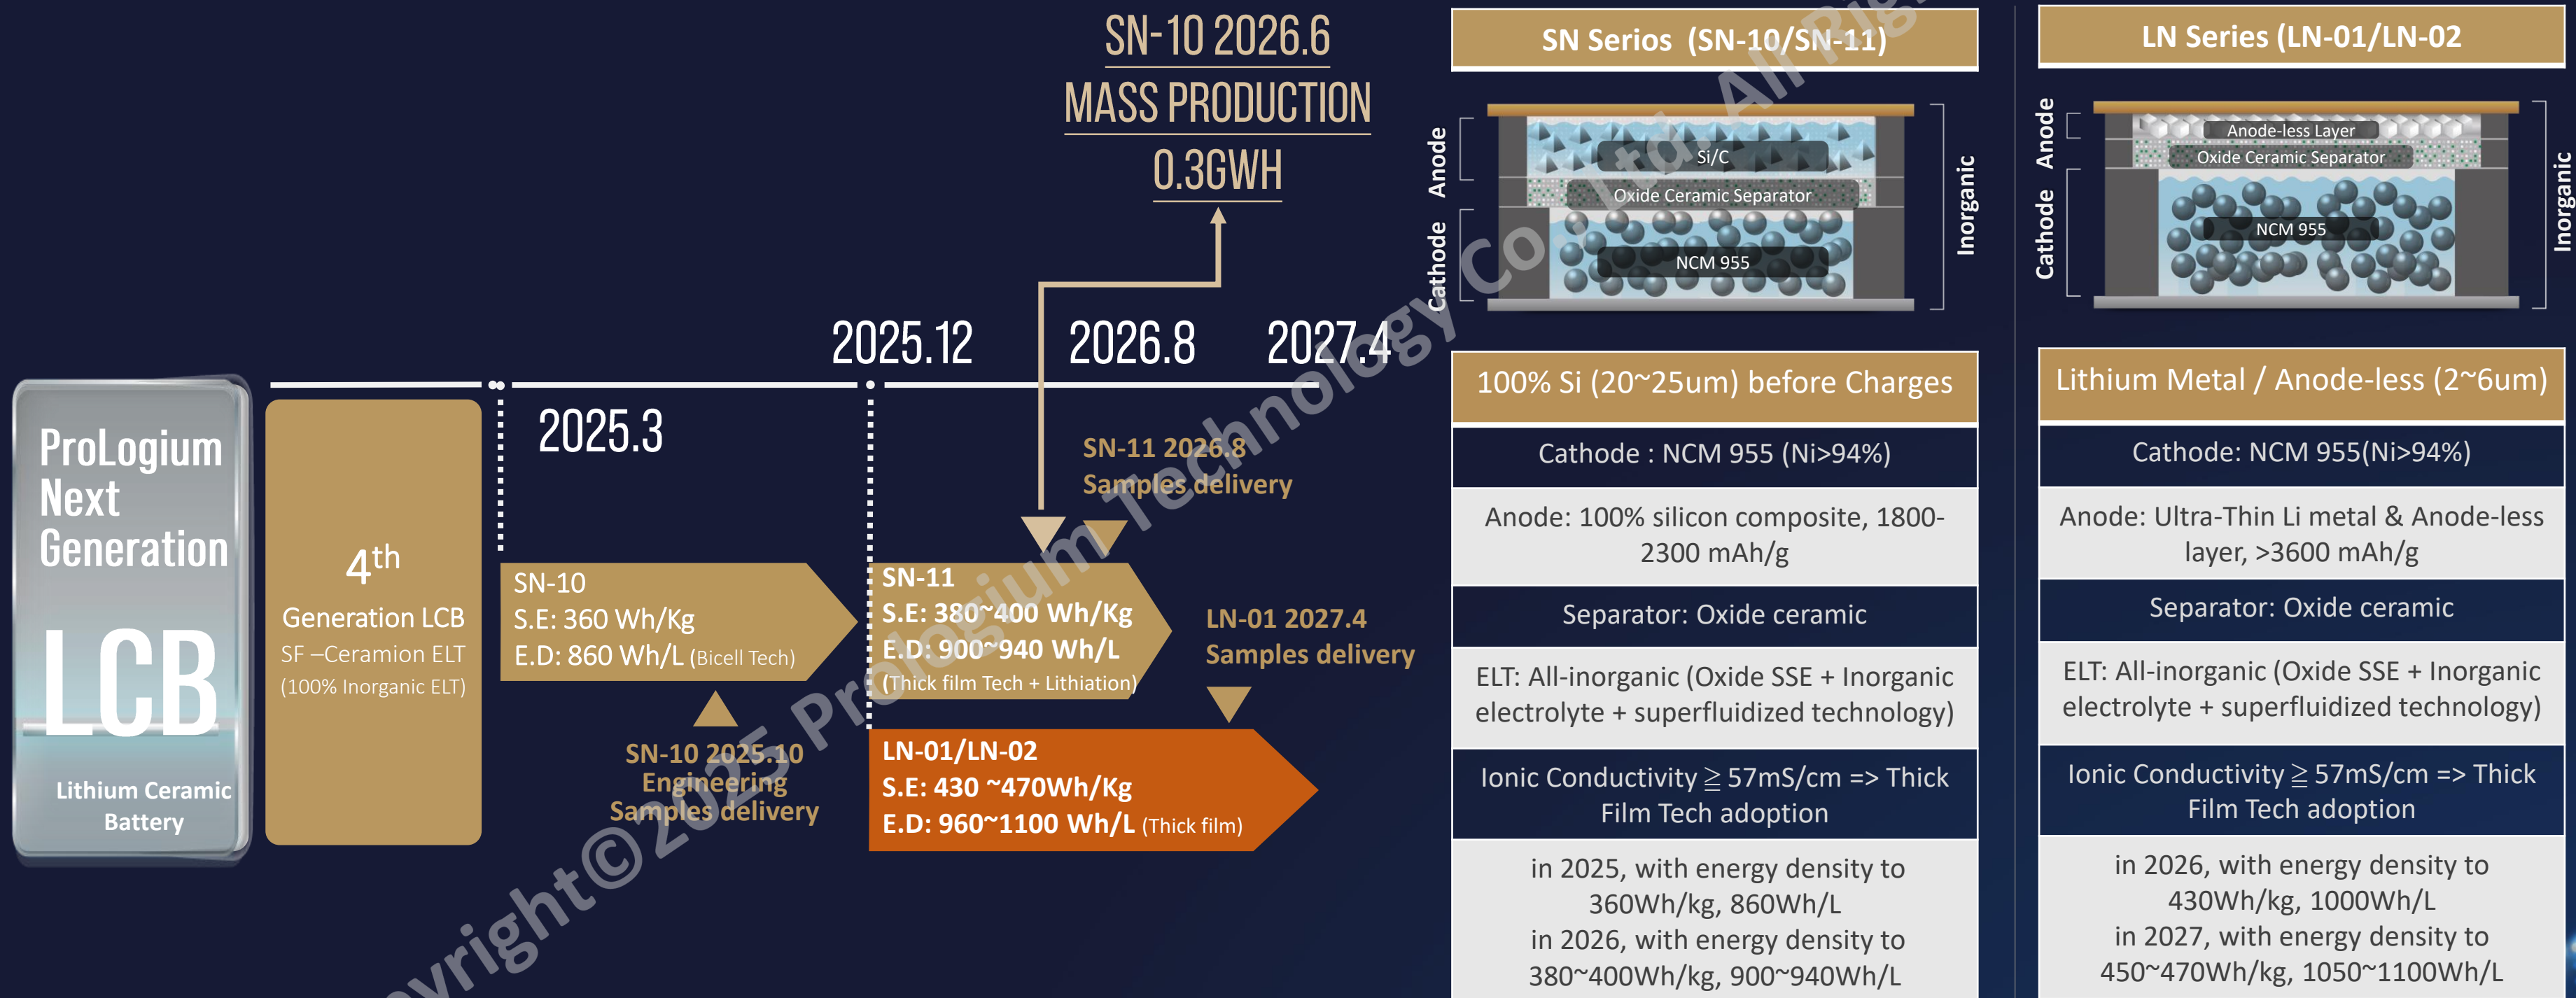 ProLogium
Next
Generation
LCB
Lithium Ceramic
Battery
4th
Generation LCB
SF –Ceramion ELT
(100% Inorganic ELT)
SN-10 2026.6
MASS PRODUCTION
0.3GWH
2025.12
2026.8
2027.4
2025.3
SN-11 2026.8
Samples delivery
SN-10
S.E: 360 Wh/Kg
E.D: 860 Wh/L (Bicell Tech)
SN-10 2025.10
Engineering
Samples delivery
SN-11
S.E: 380~400 Wh/Kg
E.D: 900~940 Wh/L
(Thick film Tech + Lithiation)
LN-01 2027.4
Samples delivery
LN-01/LN-02
S.E: 430 ~470Wh/Kg
E.D: 960~1100 Wh/L (Thick film)
SN Serios (SN-10/SN-11)
Anode
Cathode
Si/C
Oxide Ceramic Separator
NCM 955
Inorganic
100% Si (20~25um) before Charges
Cathode : NCM 955 (Ni>94%)
Anode: 100% silicon composite, 1800-
2300 mAh/g
Separator: Oxide ceramic
ELT: All-inorganic (Oxide SSE + Inorganic
electrolyte + superfluidized technology)
Ionic Conductivity ≧ 57mS/cm => Thick
Film Tech adoption
in 2025, with energy density to
360Wh/kg, 860Wh/L
in 2026, with energy density to
380~400Wh/kg, 900~940Wh/L
LN Series (LN-01/LN-02
Anode
Cathode
Anode-less Layer
Oxide Ceramic Separator
NCM 955
Inorganic
Lithium Metal / Anode-less (2~6um)
Cathode: NCM 955(Ni>94%)
Anode: Ultra-Thin Li metal & Anode-less
layer, >3600 mAh/g
Separator: Oxide ceramic
ELT: All-inorganic (Oxide SSE + Inorganic
electrolyte + superfluidized technology)
Ionic Conductivity ≧ 57mS/cm => Thick
Film Tech adoption
in 2026, with energy density to
430Wh/kg, 1000Wh/L
in 2027, with energy density to
450~470Wh/kg, 1050~1100Wh/L
pyright©2025 Prologium Technology Co., Ltd. All Rig